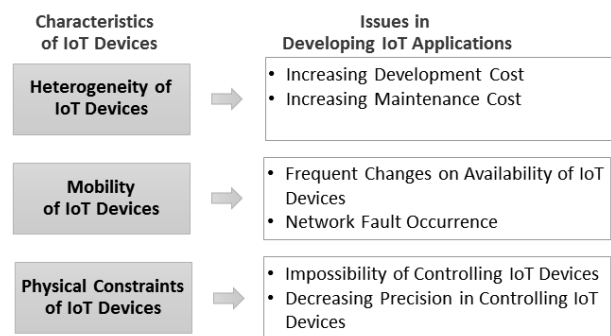 Characteristics
of IoT Devices
Issues in
Developing IoT Applications
Heterogeneity of
IoT Devices
• Increasing Development Cost
• Increasing Maintenance Cost
Mobility
of IoT Devices
• Frequent Changes on Availability of IoT
Devices
• Network Fault Occurrence
Physical Constraints
of IoT Devices
• Impossibility of Controlling IoT Devices
• Decreasing Precision in Controlling IoT
Devices